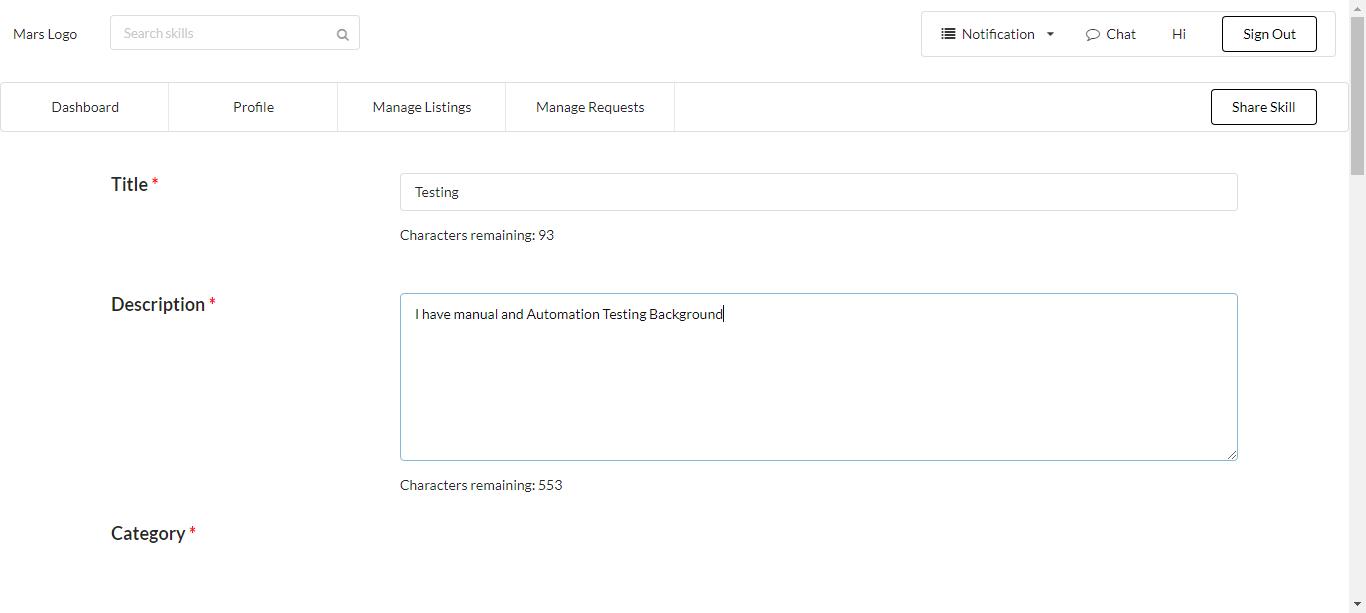 Mars Logo
Search skills
Notification
Chat
Hi
Sign Out
Dashboard
Profile
Manage Listings
Manage Requests
Share Skill
Title *
Testing
Characters remaining: 93
Description *
I have manual and Automation Testing Background
Characters remaining: 553
Category *